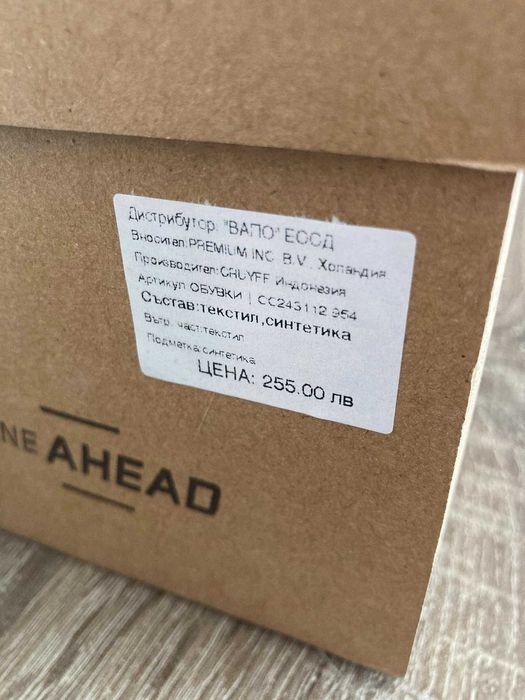 Дистрибутор: "ВАПО" ЕООД
Вносител:PREMIUM INC. B.V., Холандия
Производител:CRUYFF Индонезия
Артикул ОБУВКИ | CC243112 954
Състав:текстил,синтетика
Вътр. част:текстил
Подметка:синтетика
ЦЕНА: 255.00 лв
NE AHEAD